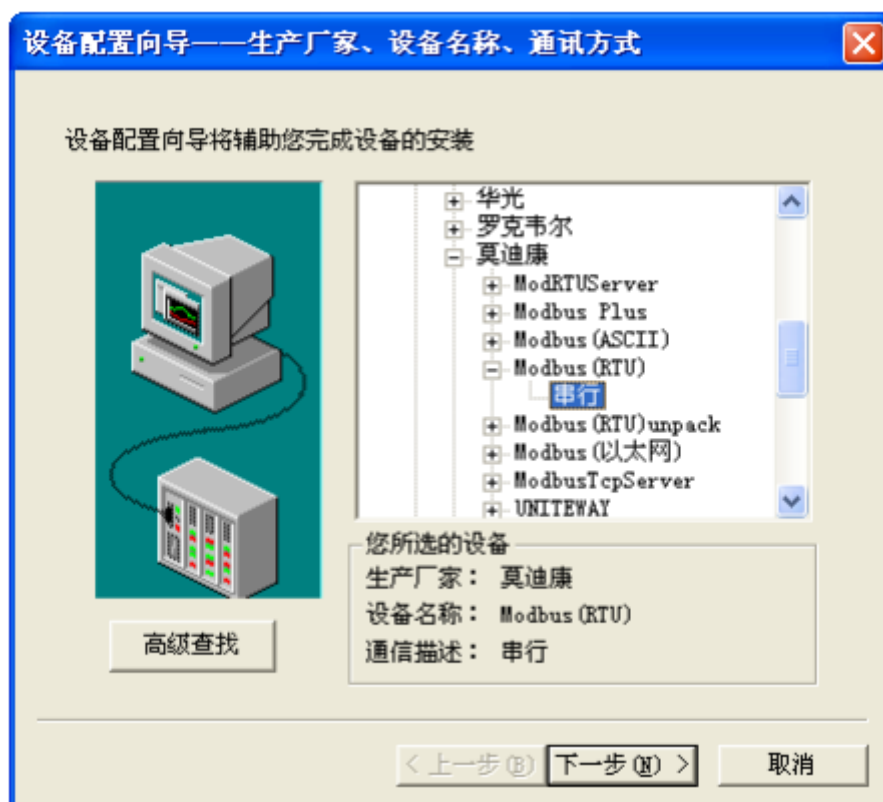 设备配置向导——生产厂家、设备名称、通讯方式
设备配置向导将辅助您完成设备的安装
华光
罗克韦尔
莫迪康
ModRTUServer
Modbus Plus
Modbus(ASCII)
Modbus(RTU)
串行
Modbus(RTU)unpack
Modbus(以太网)
ModbusTcpServer
UNITEWAY
您所选的设备
生产厂家： 莫迪康
设备名称： Modbus(RTU)
通信描述： 串行
高级查找
< 上一步(B) 下一步(N) > 取消